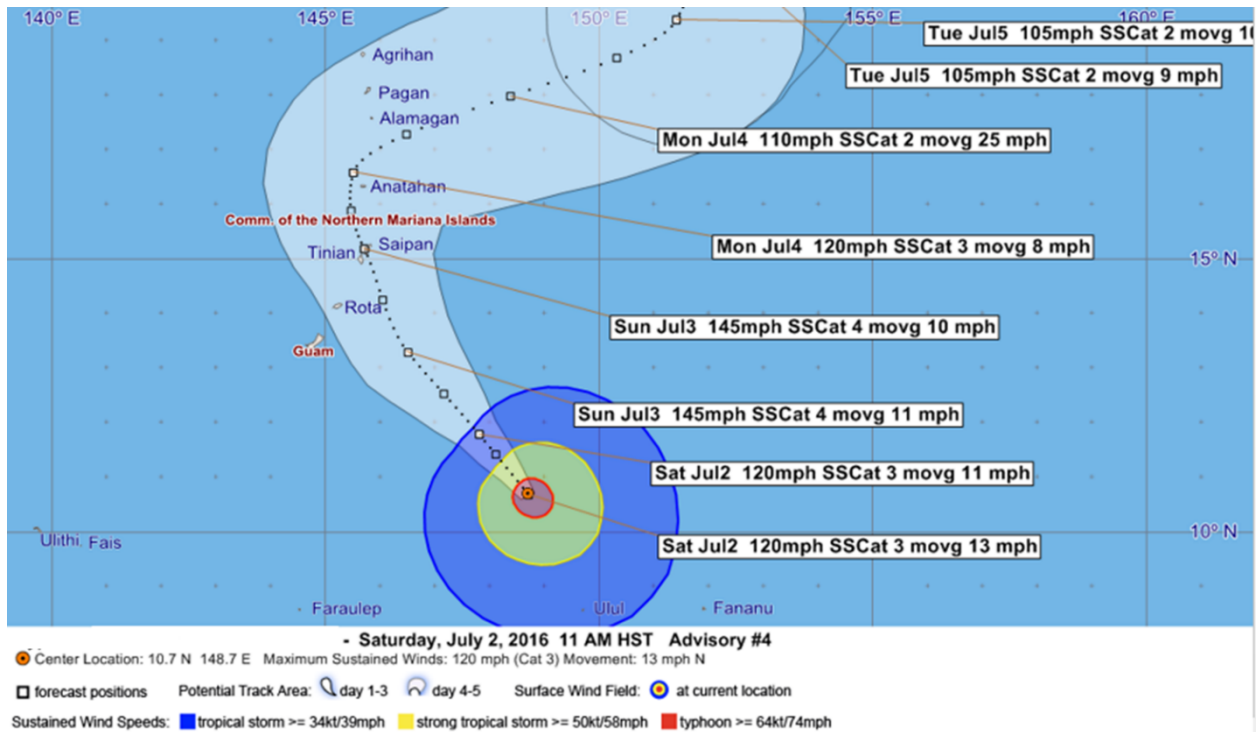 140° E 145° E 150° E 155° E 160° E
Tue Jul5 105mph SSCat 2 movg
Agrihan
Tue Jul5 105mph SSCat 2 movg 9 mph
Pagan
Alamagan
Mon Jul4 110mph SSCat 2 movg 25 mph
Anatahan
Comm. of the Northern Mariana Islands
Saipan
Mon Jul4 120mph SSCat 3 movg 8 mph
Tinian
15° N
Rota
Sun Jul3 145mph SSCat 4 movg 10 mph
Guam
Sun Jul3 145mph SSCat 4 movg 11 mph
Sat Jul2 120mph SSCat 3 movg 11 mph
10° N
Ulithi Fais
Sat Jul2 120mph SSCat 3 movg 13 mph
Faraulep
Ulul
Fananu
- Saturday, July 2, 2016 11 AM HST Advisory #4
Center Location: 10.7 N 148.7 E Maximum Sustained Winds: 120 mph (Cat 3) Movement: 13 mph N
forecast positions Potential Track Area: day 1-3 day 4-5 Surface Wind Field: at current location
Sustained Wind Speeds: tropical storm >= 34kt/39mph strong tropical storm >= 50kt/58mph typhoon >= 64kt/74mph